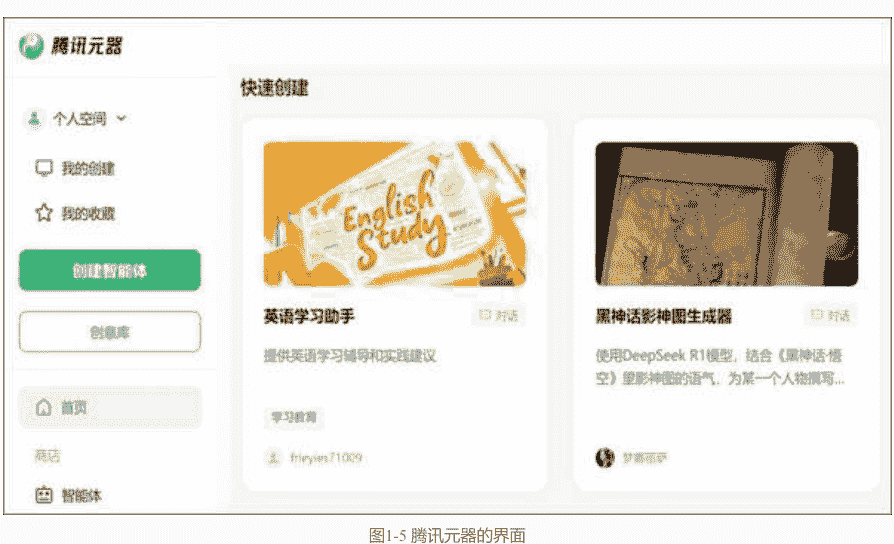 腾讯元器
个人空间
我的创建
我的收藏
创建智能体
创意库
首页
商店
智能体
快速创建
English
Study
英语学习助手
对话
提供英语学习辅导和实践建议
学习教育
黑神话影神图生成器
对话
使用DeepSeek R1模型，结合《黑神话·悟
空》里影神图的语气，为某一个人物撰写...
图1-5 腾讯元器的界面